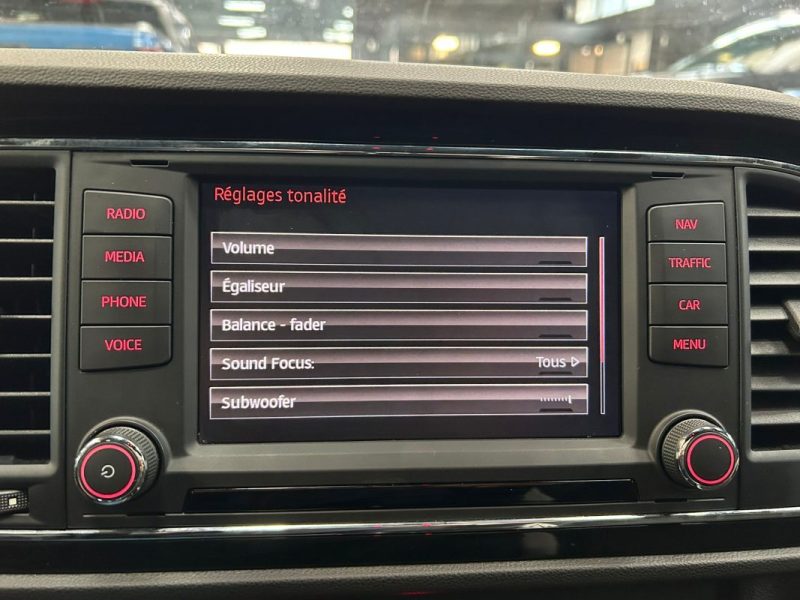 Réglages tonalité
RADIO
MEDIA
PHONE
VOICE
Volume
Égaliseur
Balance - fader
Sound Focus: Tous
Subwoofer
NAV
TRAFFIC
CAR
MENU